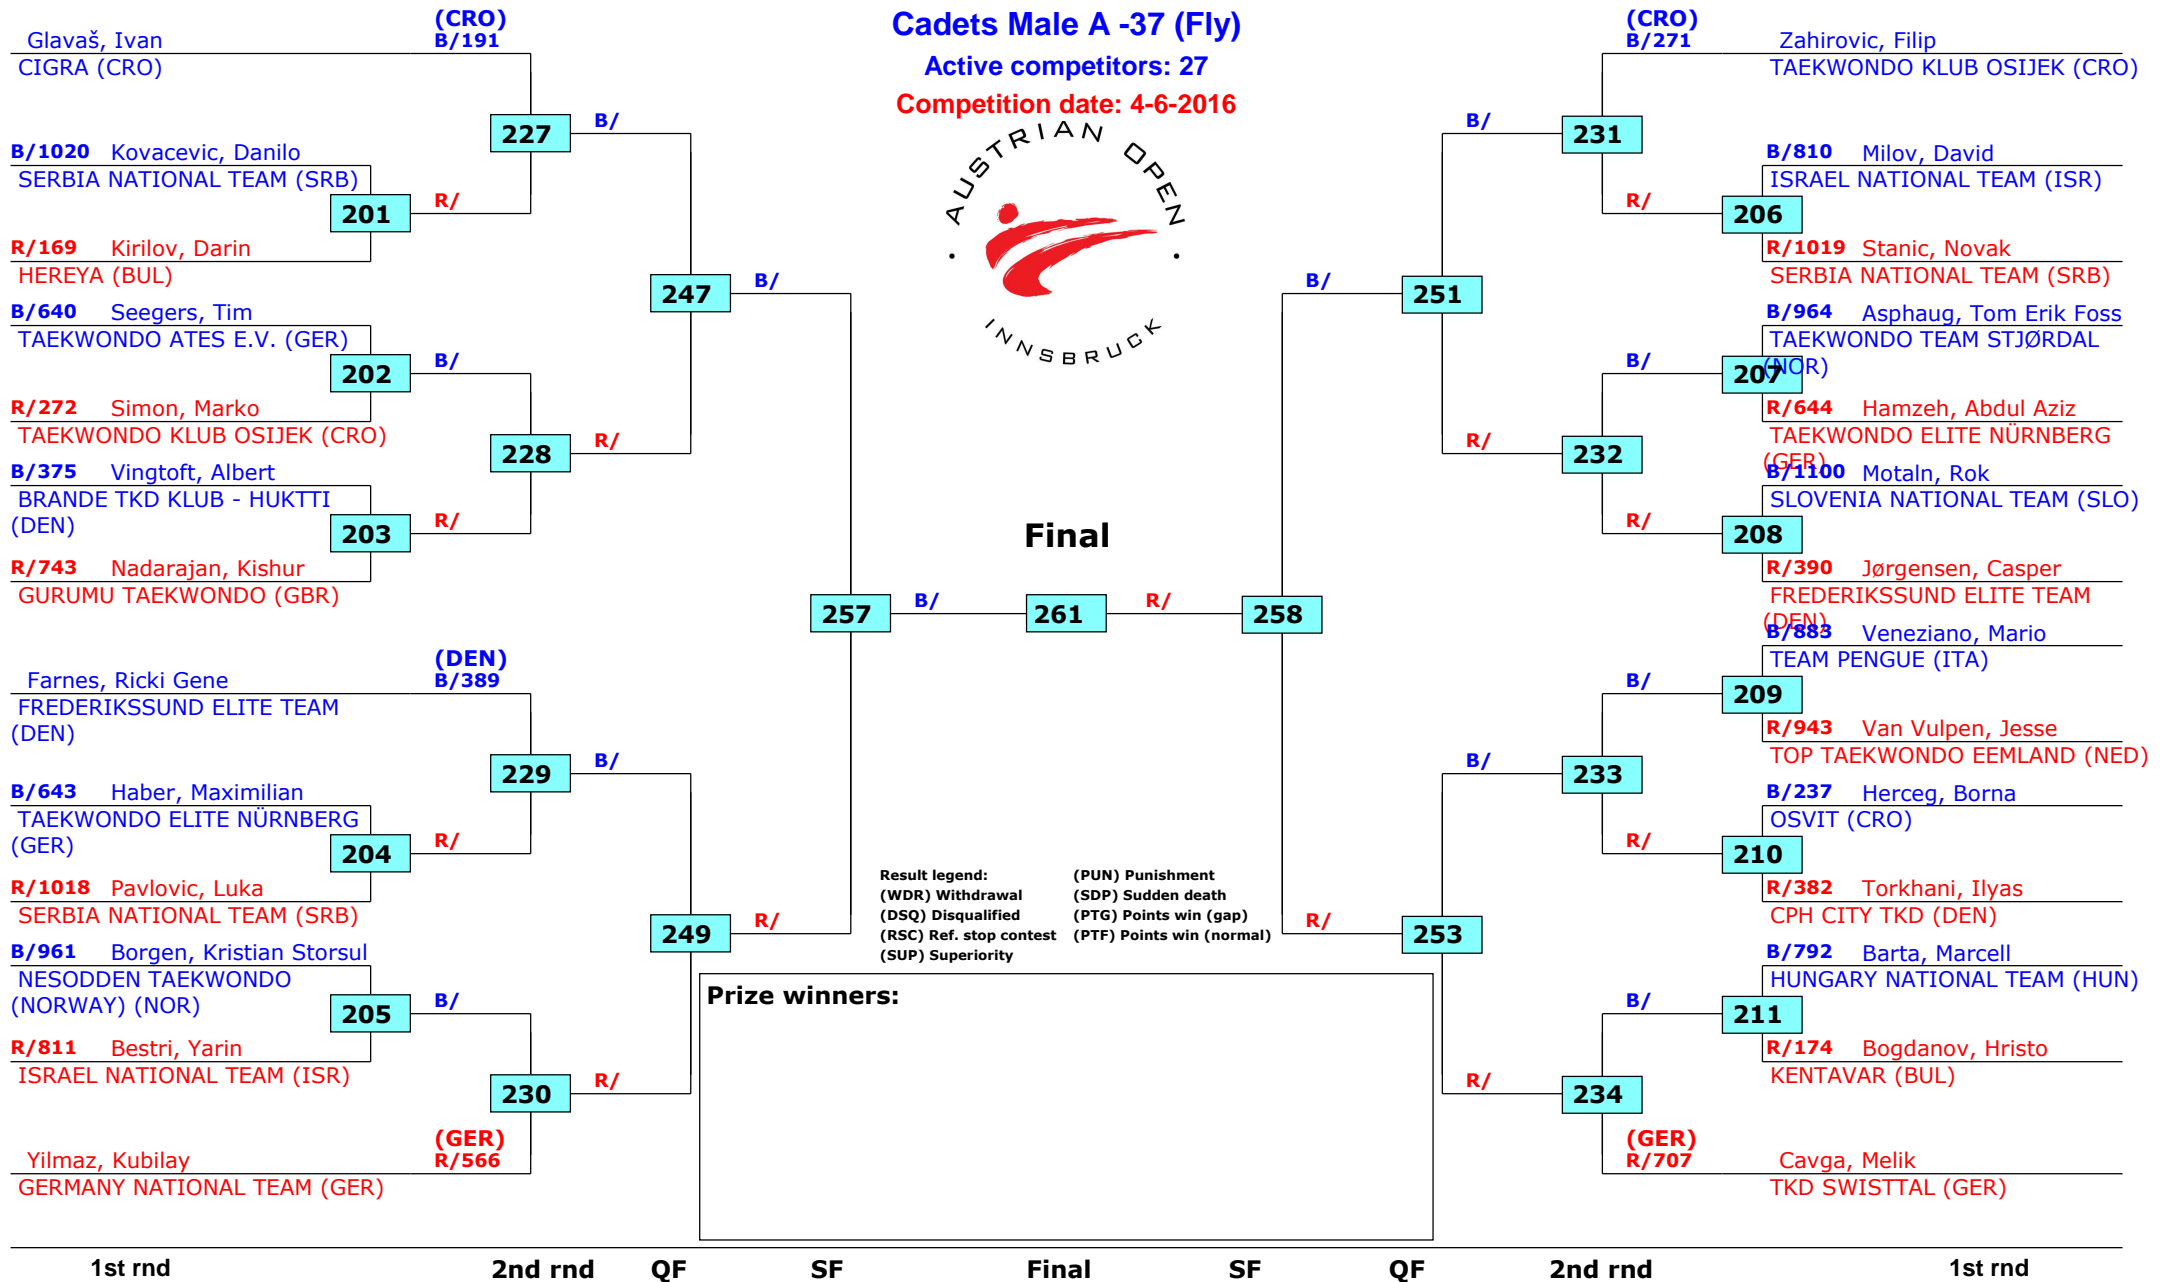 Cadets Male A -37 (Fly)
Active competitors: 27
Competition date: 4-6-2016
AUSTRIAN OPEN
INNSBRUCK
Glavaš, Ivan
(CRO)
B/191
CIGRA (CRO)
227
B/
B/1020 Kovacevic, Danilo
SERBIA NATIONAL TEAM (SRB)
201
R/
R/169 Kirilov, Darin
HEREYA (BUL)
247
B/
B/640 Seegers, Tim
TAEKWONDO ATES E.V. (GER)
202
B/
R/272 Simon, Marko
TAEKWONDO KLUB OSIJEK (CRO)
228
R/
B/375 Vingtoft, Albert
BRANDE TKD KLUB - HUKTTI
(DEN)
203
R/
R/743 Nadarajan, Kishur
GURUMU TAEKWONDO (GBR)
257
B/
Farnes, Ricki Gene
(DEN)
B/389
FREDERIKSSUND ELITE TEAM
(DEN)
229
B/
B/643 Haber, Maximilian
TAEKWONDO ELITE NÜRNBERG
(GER)
204
R/
R/1018 Pavlovic, Luka
SERBIA NATIONAL TEAM (SRB)
249
R/
B/961 Borgen, Kristian Storsul
NESODDEN TAEKWONDO
(NORWAY) (NOR)
205
B/
R/811 Bestri, Yarin
ISRAEL NATIONAL TEAM (ISR)
230
R/
(GER)
R/566
Yilmaz, Kubilay
GERMANY NATIONAL TEAM (GER)
Final
261
(CRO)
B/271
Zahirovic, Filip
TAEKWONDO KLUB OSIJEK (CRO)
B/
231
B/810 Milov, David
ISRAEL NATIONAL TEAM (ISR)
R/
206
R/1019 Stanic, Novak
SERBIA NATIONAL TEAM (SRB)
B/
251
B/964 Asphaug, Tom Erik Foss
TAEKWONDO TEAM STJØRDAL
(NOR)
B/
207
R/644 Hamzeh, Abdul Aziz
TAEKWONDO ELITE NÜRNBERG
(GER)
R/
232
B/1100 Motaln, Rok
SLOVENIA NATIONAL TEAM (SLO)
R/
208
R/390 Jørgensen, Casper
FREDERIKSSUND ELITE TEAM
(DEN)
R/
258
B/883 Veneziano, Mario
TEAM PENGUE (ITA)
B/
209
R/943 Van Vulpen, Jesse
TOP TAEKWONDO EEMLAND (NED)
B/
233
B/237 Herceg, Borna
OSVIT (CRO)
R/
210
R/382 Torkhani, Ilyas
CPH CITY TKD (DEN)
R/
253
B/792 Barta, Marcell
HUNGARY NATIONAL TEAM (HUN)
B/
211
R/174 Bogdanov, Hristo
KENTAVAR (BUL)
R/
234
(GER)
R/707
Cavga, Melik
TKD SWISTTAL (GER)
Result legend: (PUN) Punishment
(WDR) Withdrawal (SDP) Sudden death
(DSQ) Disqualified (PTG) Points win (gap)
(RSC) Ref. stop contest (PTF) Points win (normal)
(SUP) Superiority
Prize winners:
1st rnd 2nd rnd QF SF Final SF QF 2nd rnd 1st rnd